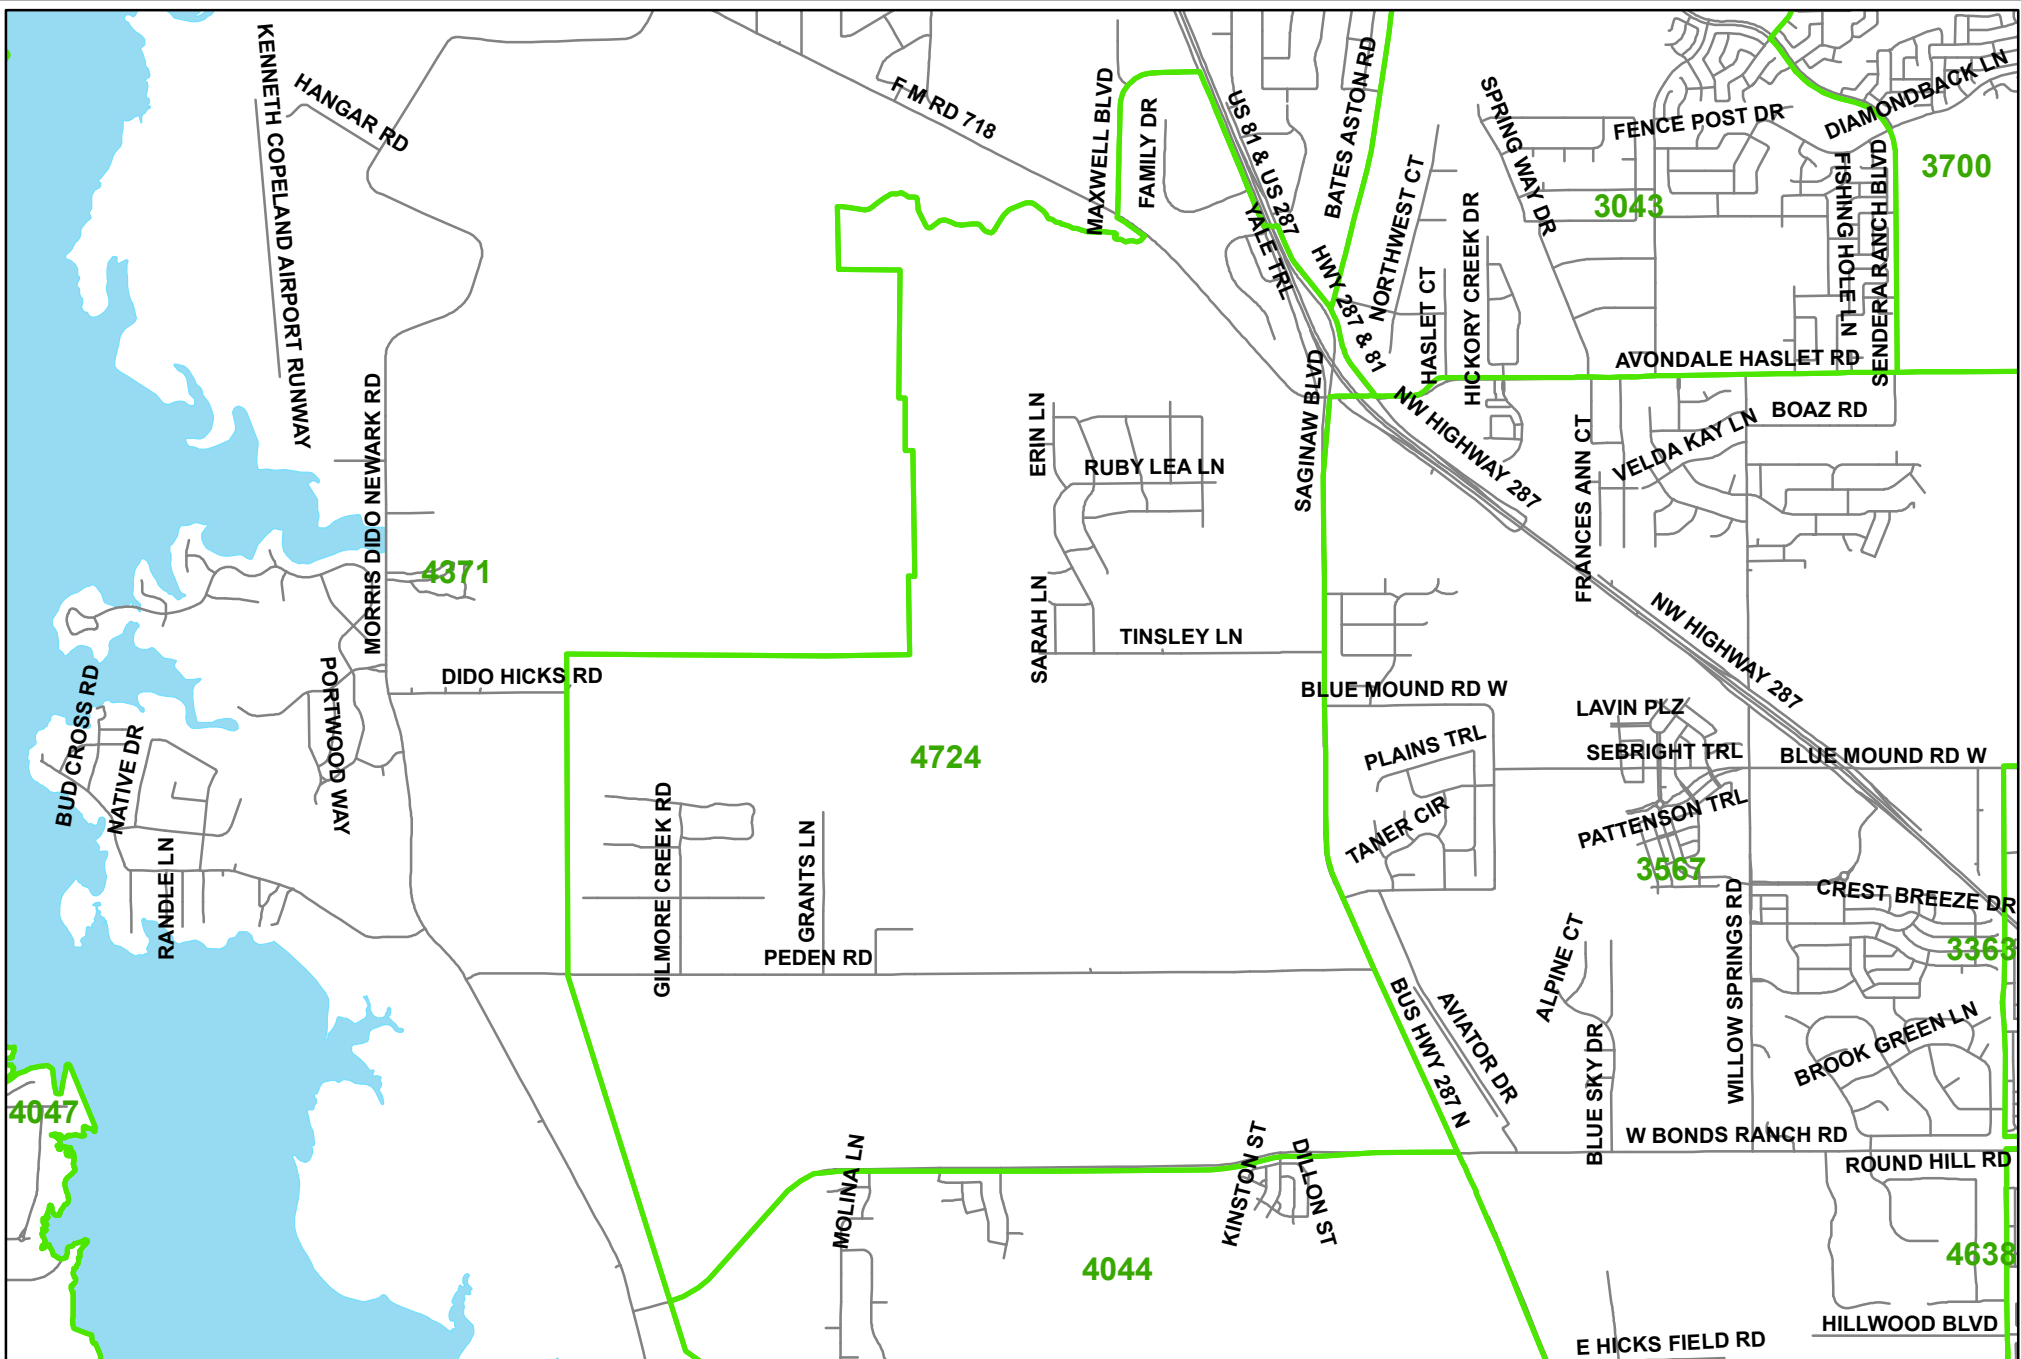 KENNETH COPELAND AIRPORT RUNWAY
HANGAR RD
F M RD 718
MAXWELL BLVD
FAMILY DR
US 81 & US 287
BATES ASTON RD
SPRING WAY DR
FENCE POST DR
DIAMONDBACK LN
3700
3043
FISHING HOLE LN
SENDERA RANCH BLVD
YALE TRL
HWY 287 & 81
NORTHWEST CT
HASLET CT
HICKORY CREEK DR
AVONDALE HASLET RD
MORRIS DIDO NEWARK RD
SAGINAW BLVD
NW HIGHWAY 287
BOAZ RD
VELDA KAY LN
FRANCES ANN CT
ERIN LN
RUBY LEA LN
4371
SARAH LN
TINSLEY LN
NW HIGHWAY 287
DIDO HICKS RD
BLUE MOUND RD W
BUD CROSS RD
NATIVE DR
PORTWOOD WAY
4724
LAVIN PLZ
PLAINS TRL
SEBRIGHT TRL
BLUE MOUND RD W
PATTENSON TRL
TANER CIR
3567
RANDLE LN
GILMORE CREEK RD
GRANTS LN
PEDEN RD
CREST BREEZE DR
WILLOW SPRINGS RD
3363
ALPINE CT
BUS HWY 287 N
AVIATOR DR
BLUE SKY DR
BROOK GREEN LN
4047
W BONDS RANCH RD
ROUND HILL RD
MOLINA LN
KINSTON ST
DILLON ST
4044
4638
HILLWOOD BLVD
E HICKS FIELD RD